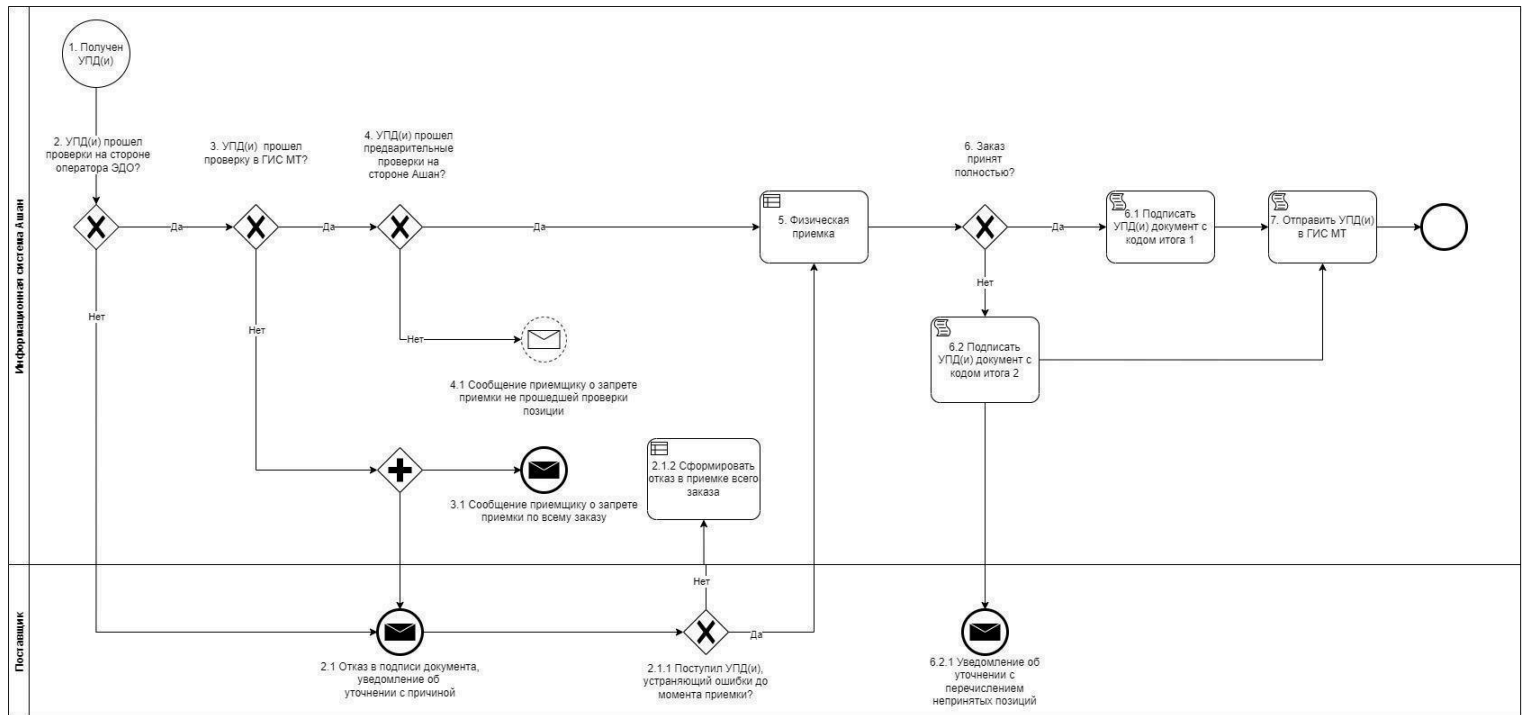 Информационная система Ашан
1. Получен
УПД(и)
2. УПД(и) прошел
проверки на стороне
оператора ЭДО?
3. УПД(и) прошел
проверку в ГИС МТ?
4. УПД(и) прошел
предварительные
проверки на
стороне Ашан?
6. Заказ
принят
полностью?
Да
Да
Да
5. Физическая
приемка
Да
6.1 Подписать
УПД(и) документ с
кодом итога 1
7. Отправить УПД(и)
в ГИС МТ
Нет
Нет
Нет
Нет
4.1 Сообщение приемщику о запрете
приемки не прошедшей проверки
позиции
6.2 Подписать
УПД(и) документ с
кодом итога 2
3.1 Сообщение приемщику о запрете
приемки по всему заказу
2.1.2 Сформировать
отказ в приемке всего
заказа
Поставщик
Нет
Да
2.1 Отказ в подписи документа,
уведомление об
уточнении с причиной
2.1.1 Поступил УПД(и),
устраняющий ошибки до
момента приемки?
6.2.1 Уведомление об
уточнении с
перечислением
непринятых позиций